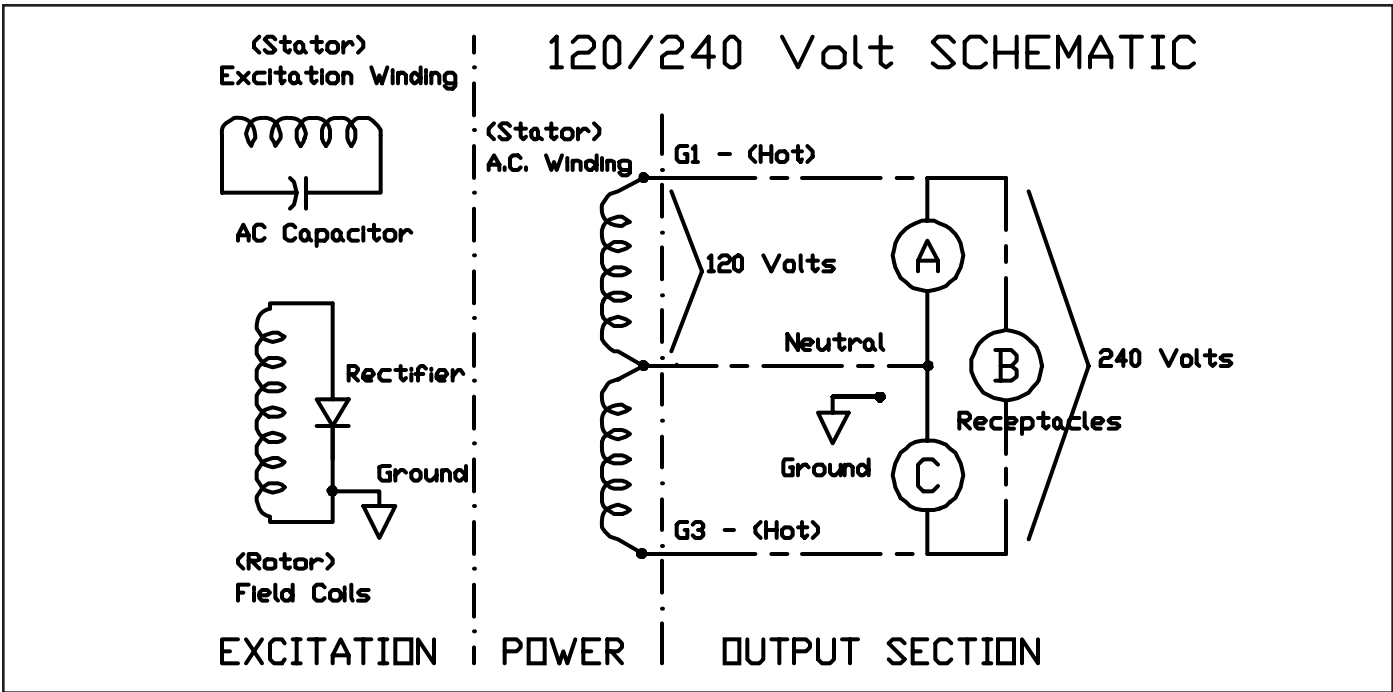 120/240 Volt SCHEMATIC
(Stator)
Excitation Winding
AC Capacitor
Rectifier
Ground
(Rotor)
Field Coils
EXCITATION
(Stator)
A.C. Winding
POWER
G1 - (Hot)
120 Volts
A
Neutral
B
240 Volts
Receptacles
Ground
C
G3 - (Hot)
OUTPUT SECTION